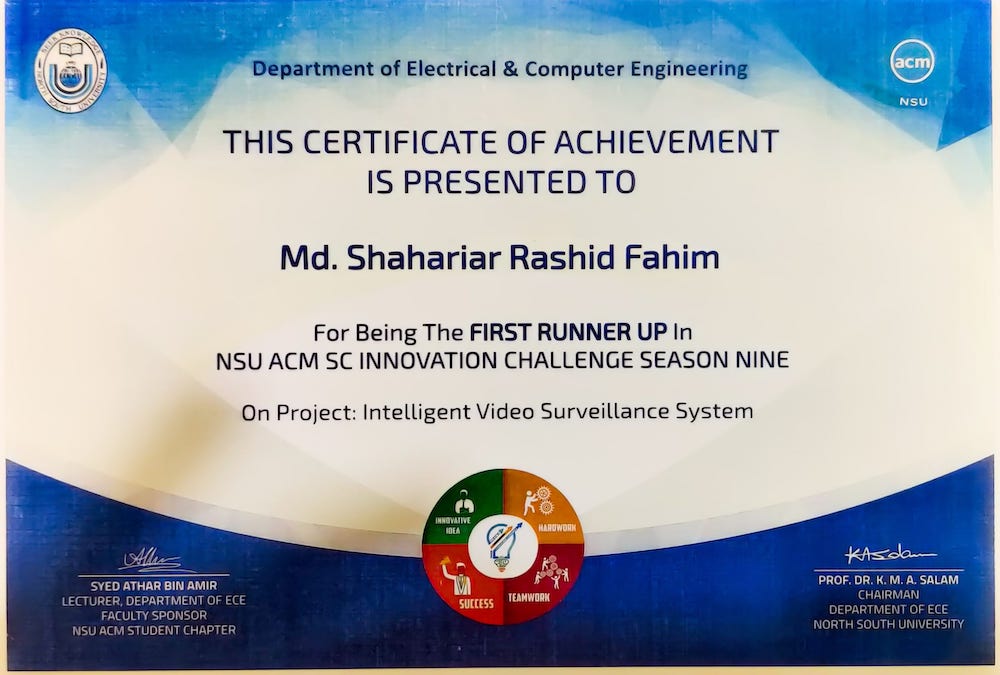 SEEK KNOWLEDGE
NORTH SOUTH UNIVERSITY
Department of Electrical & Computer Engineering
acm
NSU
THIS CERTIFICATE OF ACHIEVEMENT
IS PRESENTED TO
Md. Shahariar Rashid Fahim
For Being The FIRST RUNNER UP In
NSU ACM SC INNOVATION CHALLENGE SEASON NINE
On Project: Intelligent Video Surveillance System
INNOVATIVE
IDEA
HARDWORK
SUCCESS
TEAMWORK
SYED ATHAR BIN AMIR
LECTURER, DEPARTMENT OF ECE
FACULTY SPONSOR
NSU ACM STUDENT CHAPTER
KASalam
PROF. DR. K. M. A. SALAM
CHAIRMAN
DEPARTMENT OF ECE
NORTH SOUTH UNIVERSITY